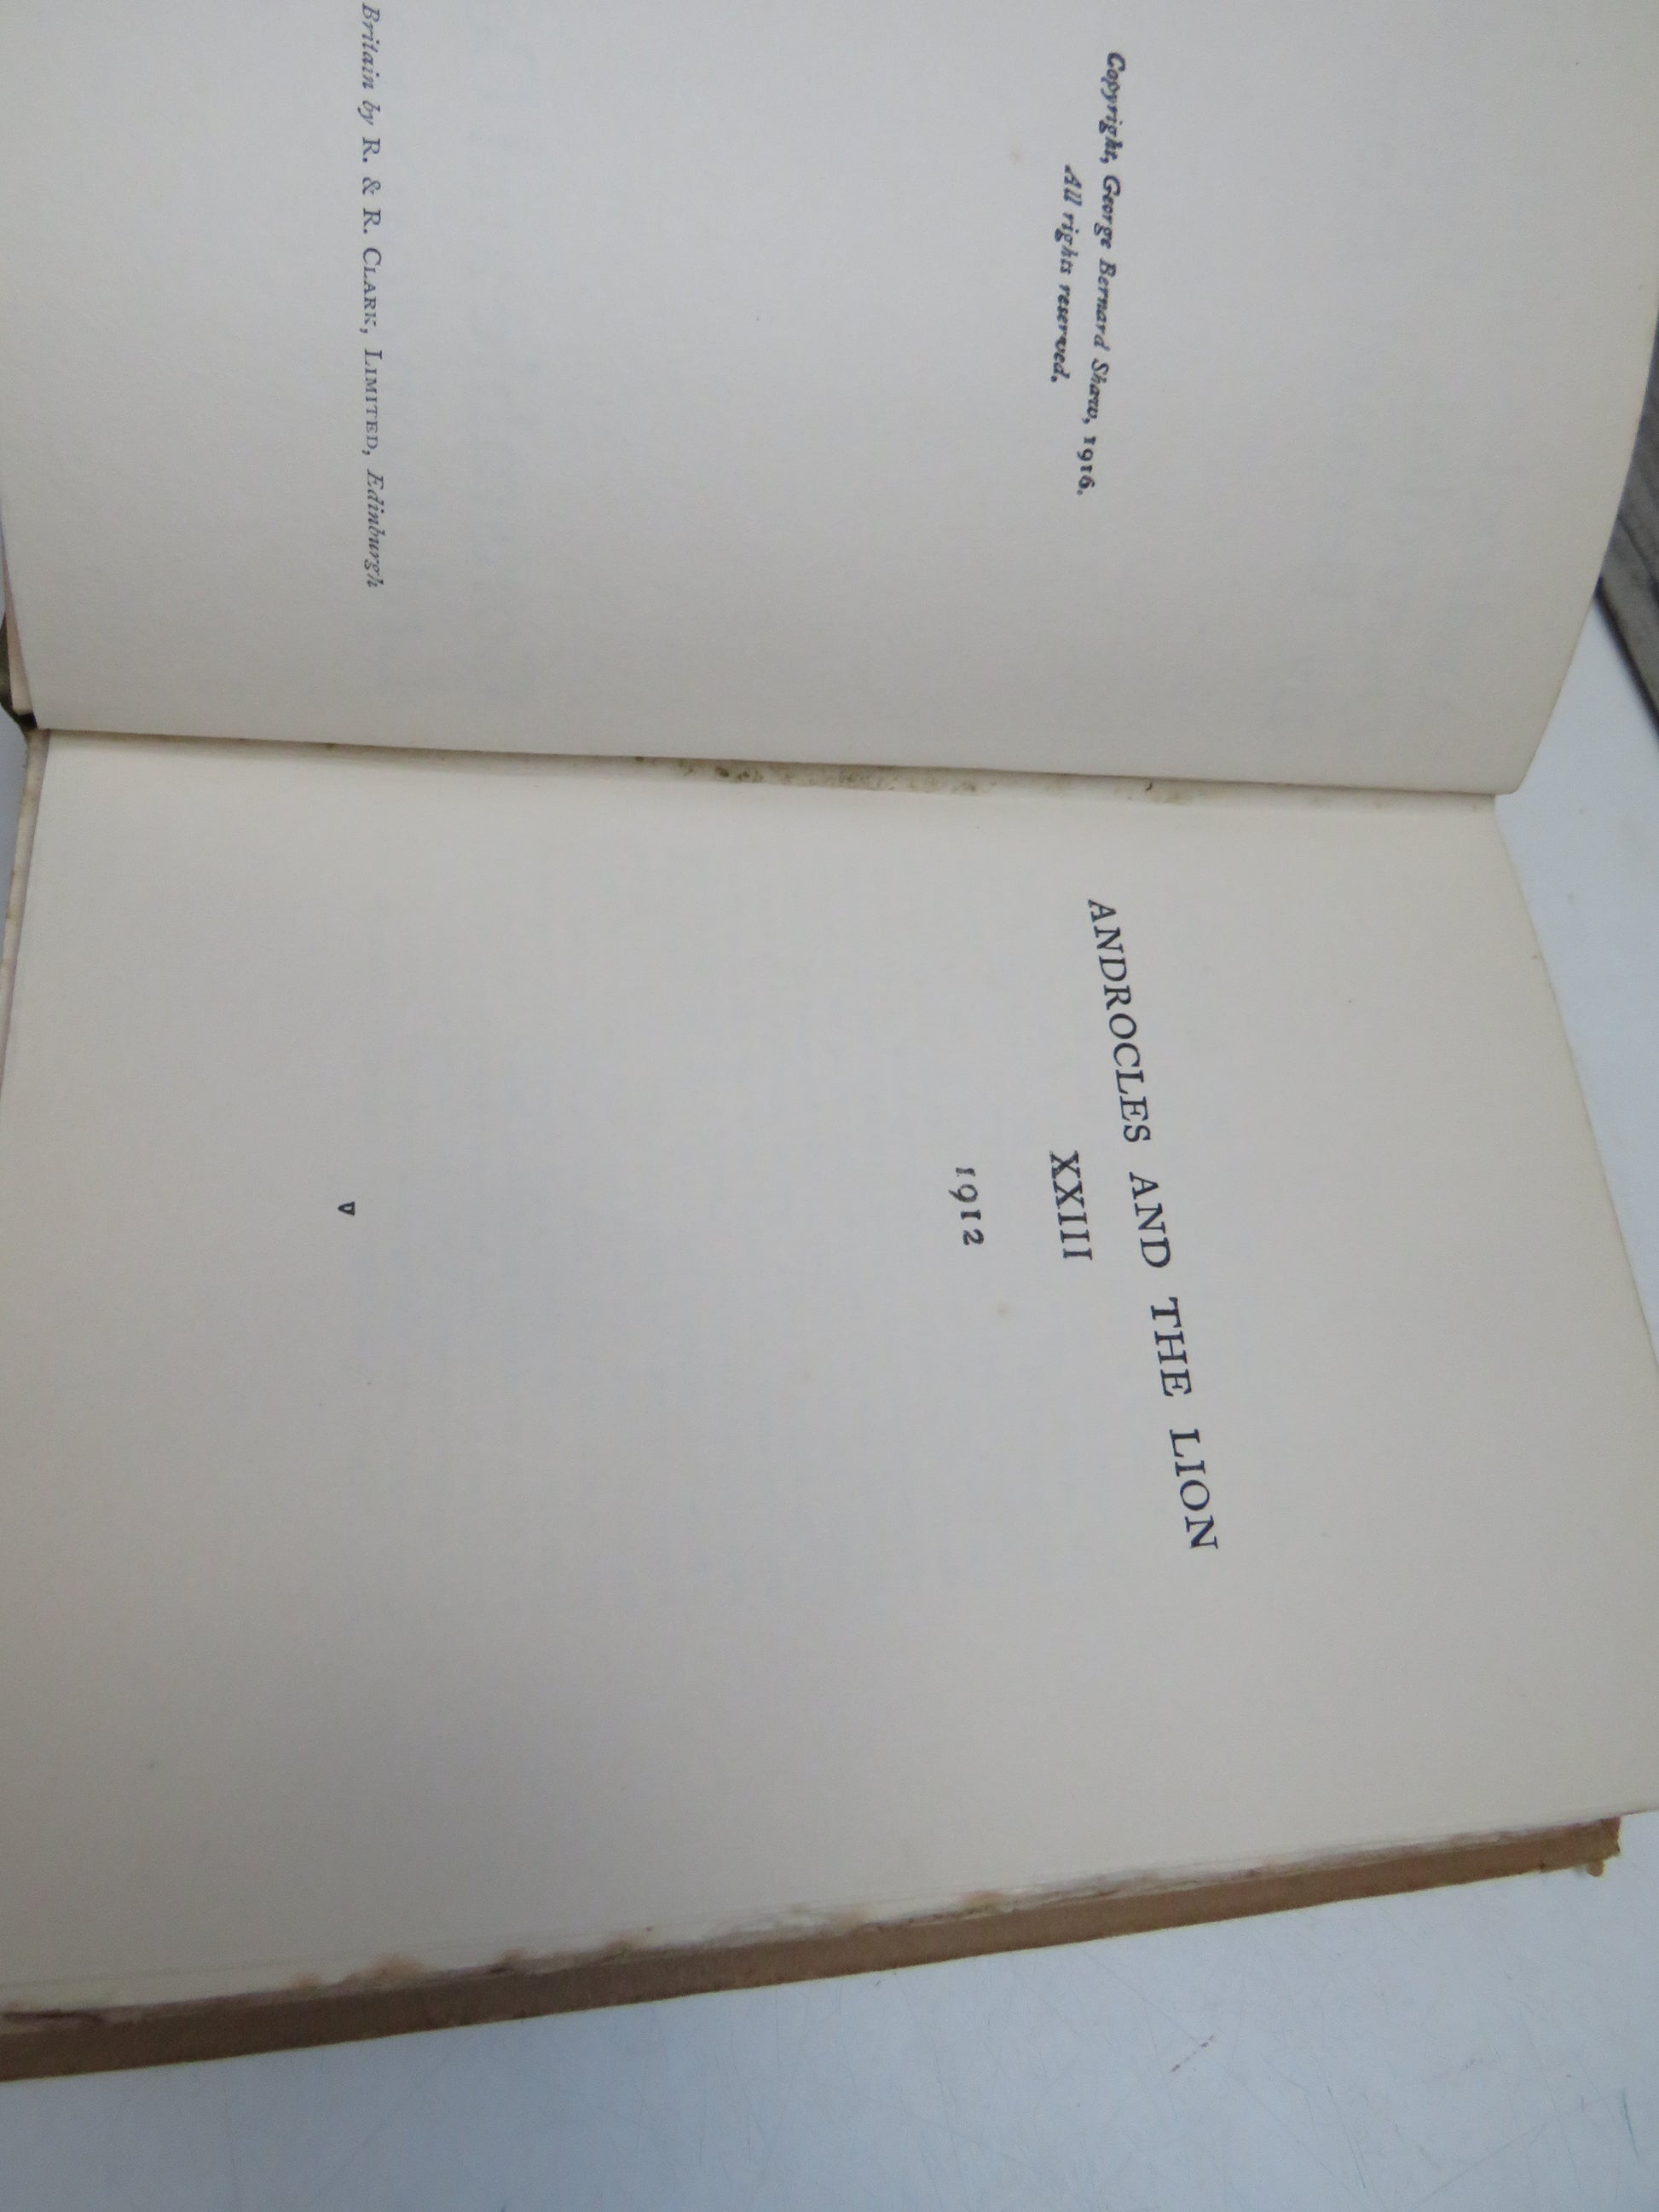 Copyright, George Bernard Shaw, 1916.
All rights reserved.
Britain by R. & R. CLARK, LIMITED, Edinburgh
ANDROCLES AND THE LION
XXIII
1912
v